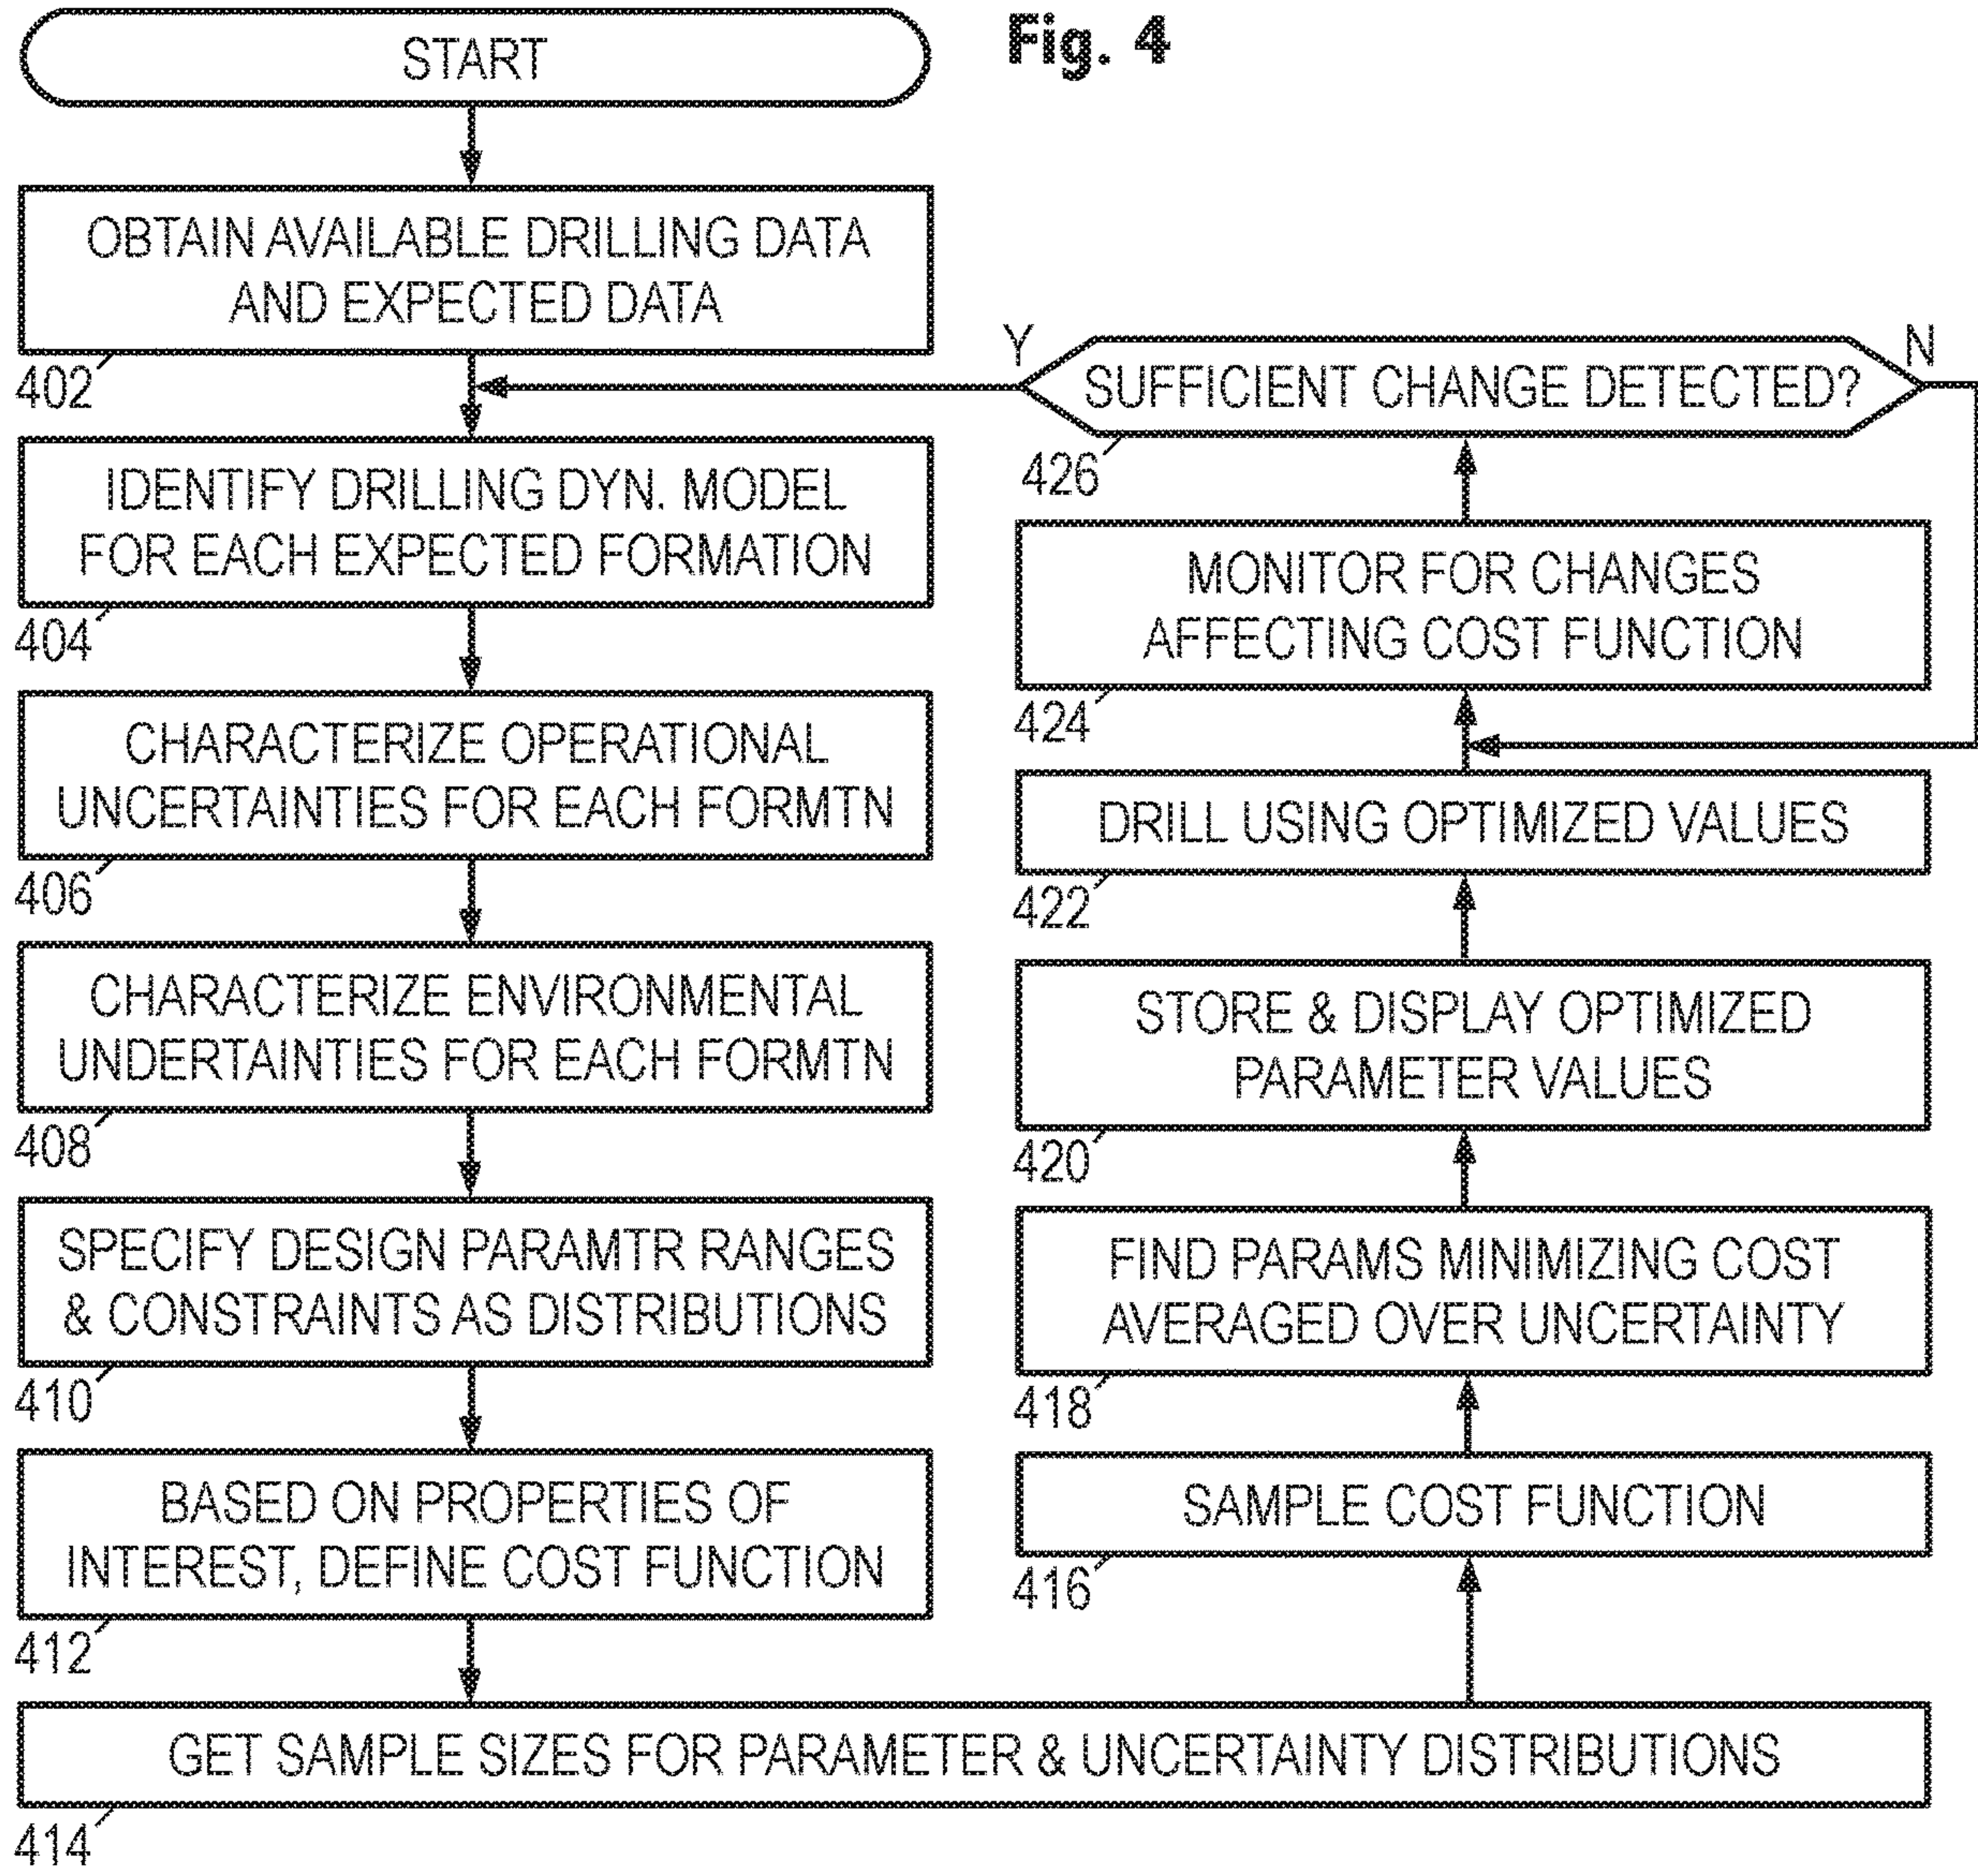 Fig. 4
START
OBTAIN AVAILABLE DRILLING DATA
AND EXPECTED DATA
402
IDENTIFY DRILLING DYN. MODEL
FOR EACH EXPECTED FORMATION
404
CHARACTERIZE OPERATIONAL
UNCERTAINTIES FOR EACH FORMTN
406
CHARACTERIZE ENVIRONMENTAL
UNDERTAINTIES FOR EACH FORMTN
408
SPECIFY DESIGN PARAMTR RANGES
& CONSTRAINTS AS DISTRIBUTIONS
410
BASED ON PROPERTIES OF
INTEREST, DEFINE COST FUNCTION
412
GET SAMPLE SIZES FOR PARAMETER & UNCERTAINTY DISTRIBUTIONS
414
SAMPLE COST FUNCTION
416
FIND PARAMS MINIMIZING COST
AVERAGED OVER UNCERTAINTY
418
STORE & DISPLAY OPTIMIZED
PARAMETER VALUES
420
DRILL USING OPTIMIZED VALUES
422
MONITOR FOR CHANGES
AFFECTING COST FUNCTION
424
SUFFICIENT CHANGE DETECTED?
426
Y
N